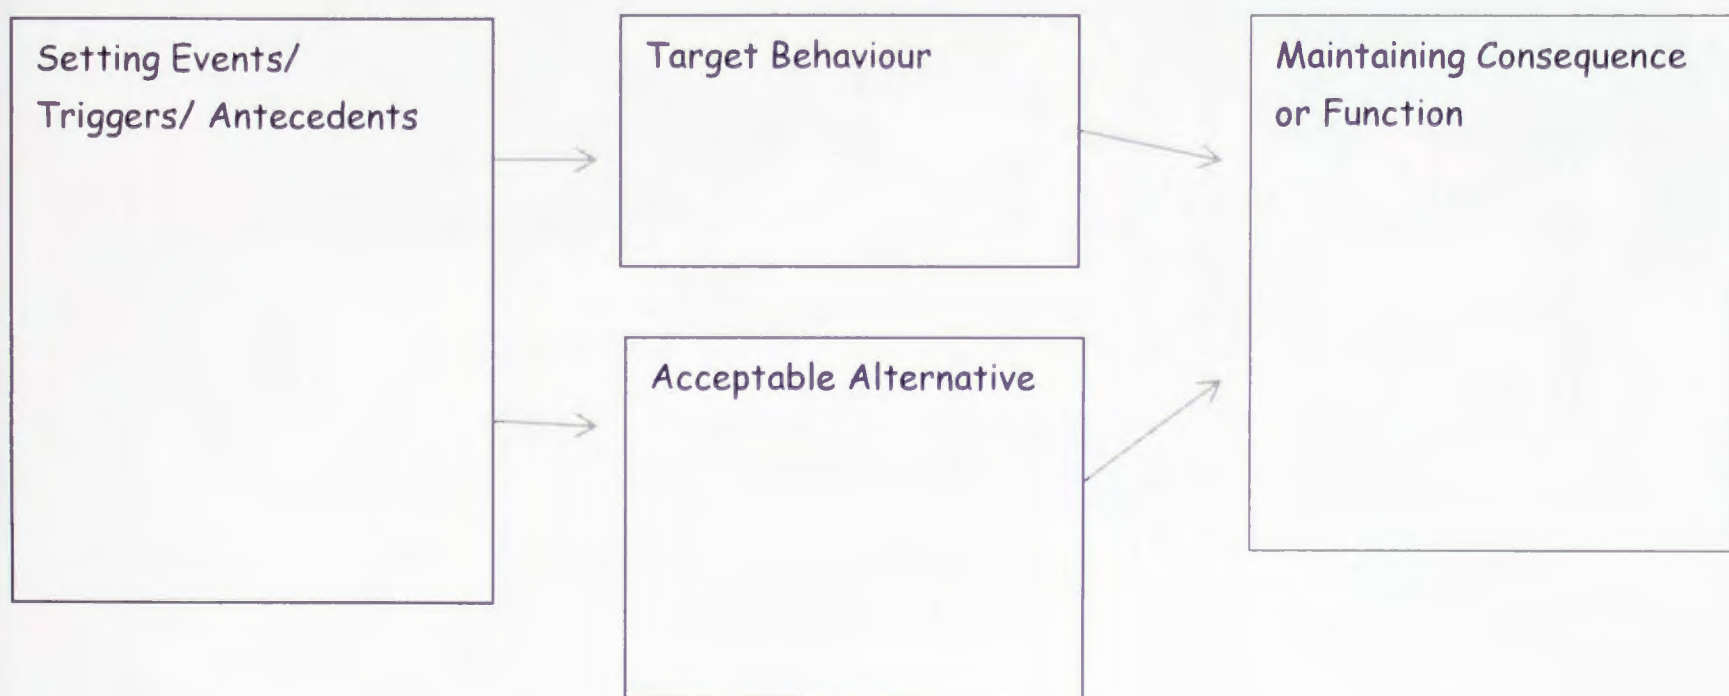 Setting Events/
Triggers/ Antecedents
Target Behaviour
Acceptable Alternative
Maintaining Consequence
or Function